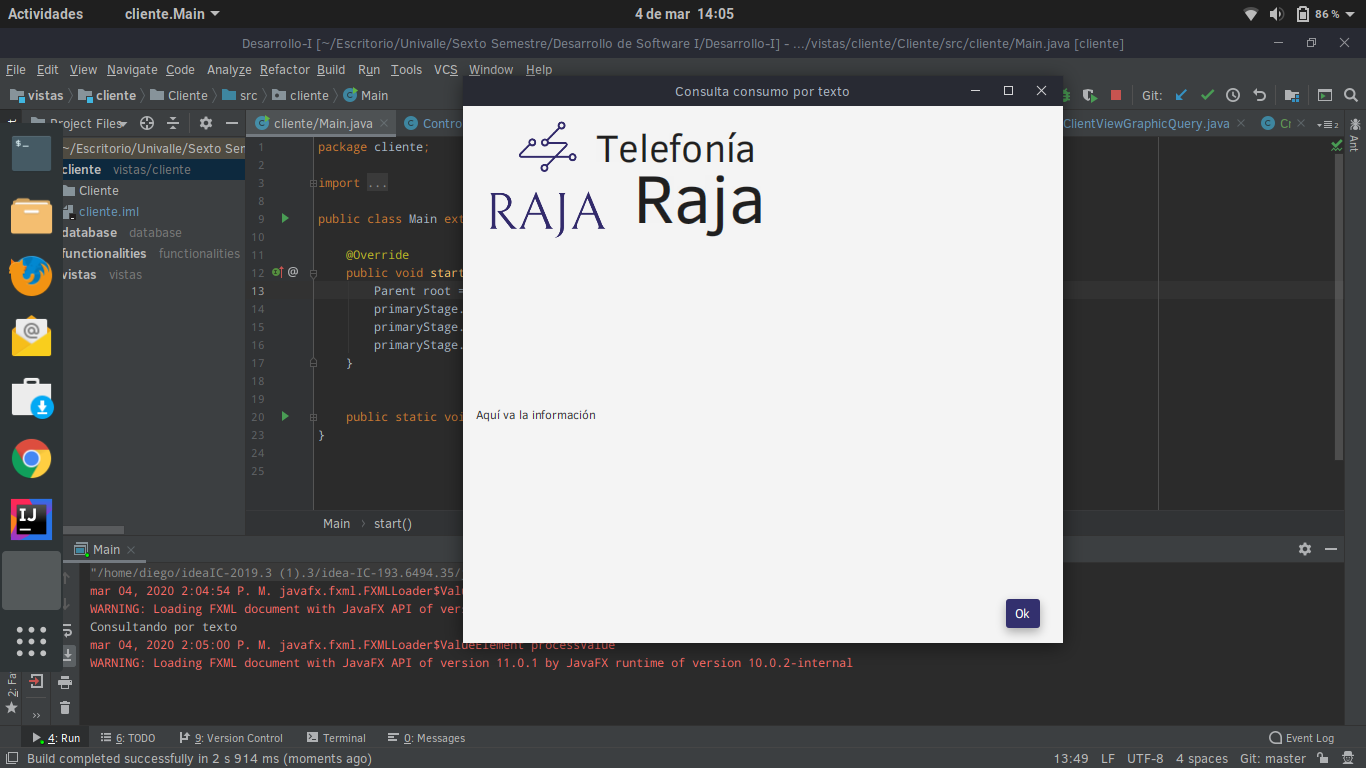 Actividades cliente.Main 4 de mar 14:05 86 %
Desarrollo-I [~/Escritorio/Univalle/Sexto Semestre/Desarrollo de Software I/Desarrollo-I] - .../vistas/cliente/Cliente/src/cliente/Main.java [cliente]
File Edit View Navigate Code Analyze Refactor Build Run Tools VCS Window Help
vistas cliente Cliente src cliente Main Git:
Project Files cliente/Main.java Contro ClientViewGraphicQuery.java Cr 2 Ant
~/Escritorio/Univalle/Sexto Ser
cliente vistas/cliente
Cliente
cliente.iml
database database
functionalities functionalities
vistas vistas
1 package cliente;
2
3 import ...
8
9 public class Main ext
10
11 @Override
12 public void start
13 Parent root =
14 primaryStage.
15 primaryStage.
16 primaryStage.
17 }
18
19
20 public static voi
23 }
24
25
Main start()
Consulta consumo por texto
RAJA
Telefonía
Raja
Aquí va la información
Ok
Main
"/home/diego/ideaIC-2019.3 (1).3/idea-IC-193.6494.35/
mar 04, 2020 2:04:54 P. M. javafx.fxml.FXMLLoader$Val
WARNING: Loading FXML document with JavaFX API of ver
Consultando por texto
mar 04, 2020 2:05:00 P. M. javafx.fxml.FXMLLoader$ValueElement processValue
WARNING: Loading FXML document with JavaFX API of version 11.0.1 by JavaFX runtime of version 10.0.2-internal
2: Fa
4: Run 6: TODO 9: Version Control Terminal 0: Messages Event Log
Build completed successfully in 2 s 914 ms (moments ago) 13:49 LF UTF-8 4 spaces Git: master